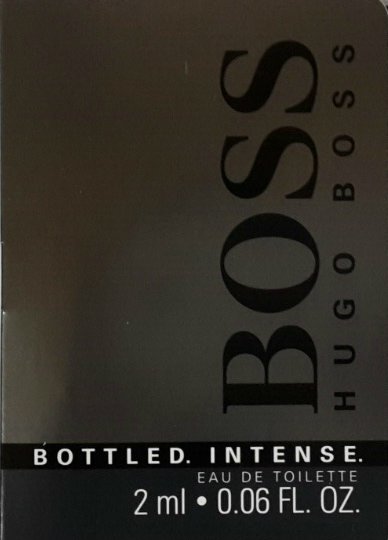 BOSS
HUGO BOSS
BOTTLED. INTENSE.
EAU DE TOILETTE
2 ml • 0.06 FL. OZ.